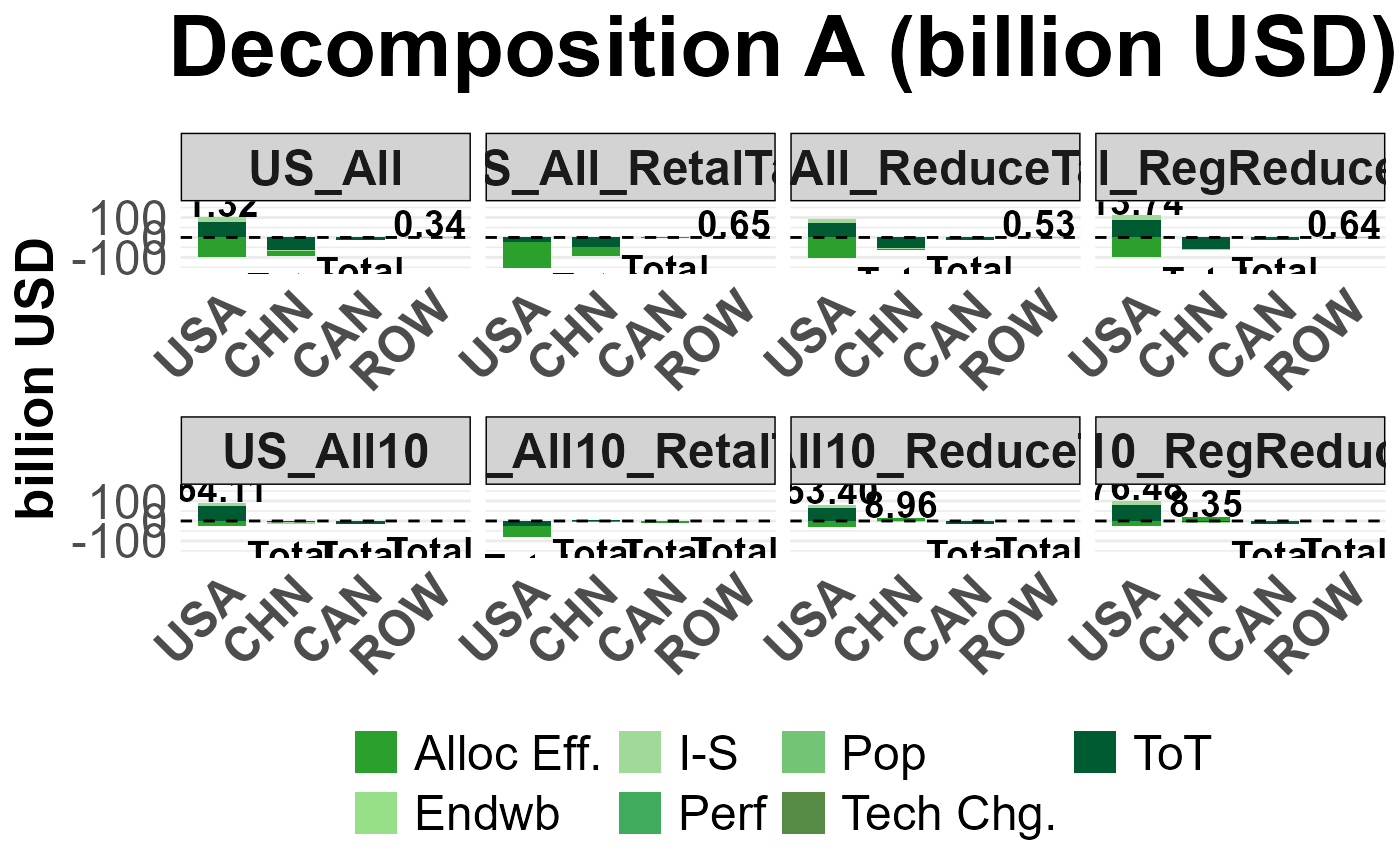 Decomposition A (billion USD)
billion USD
US_All
S_All_RetalTa
All_ReduceTa
l_RegReduce
100
0
-100
1.32
0.34
0.65
0.53
13.74
0.64
Total
Total
Total
Total
USA CHN CAN ROW
USA CHN CAN ROW
USA CHN CAN ROW
USA CHN CAN ROW
US_All10
_All10_Retal
All10_Reduce
10_RegReduc
100
0
-100
64.11
53.40
8.96
76.48
8.35
Total Total Total
Total Total Total
Total Total
Total Total
USA CHN CAN ROW
USA CHN CAN ROW
USA CHN CAN ROW
USA CHN CAN ROW
Alloc Eff. I-S Pop ToT
Endwb Perf Tech Chg.